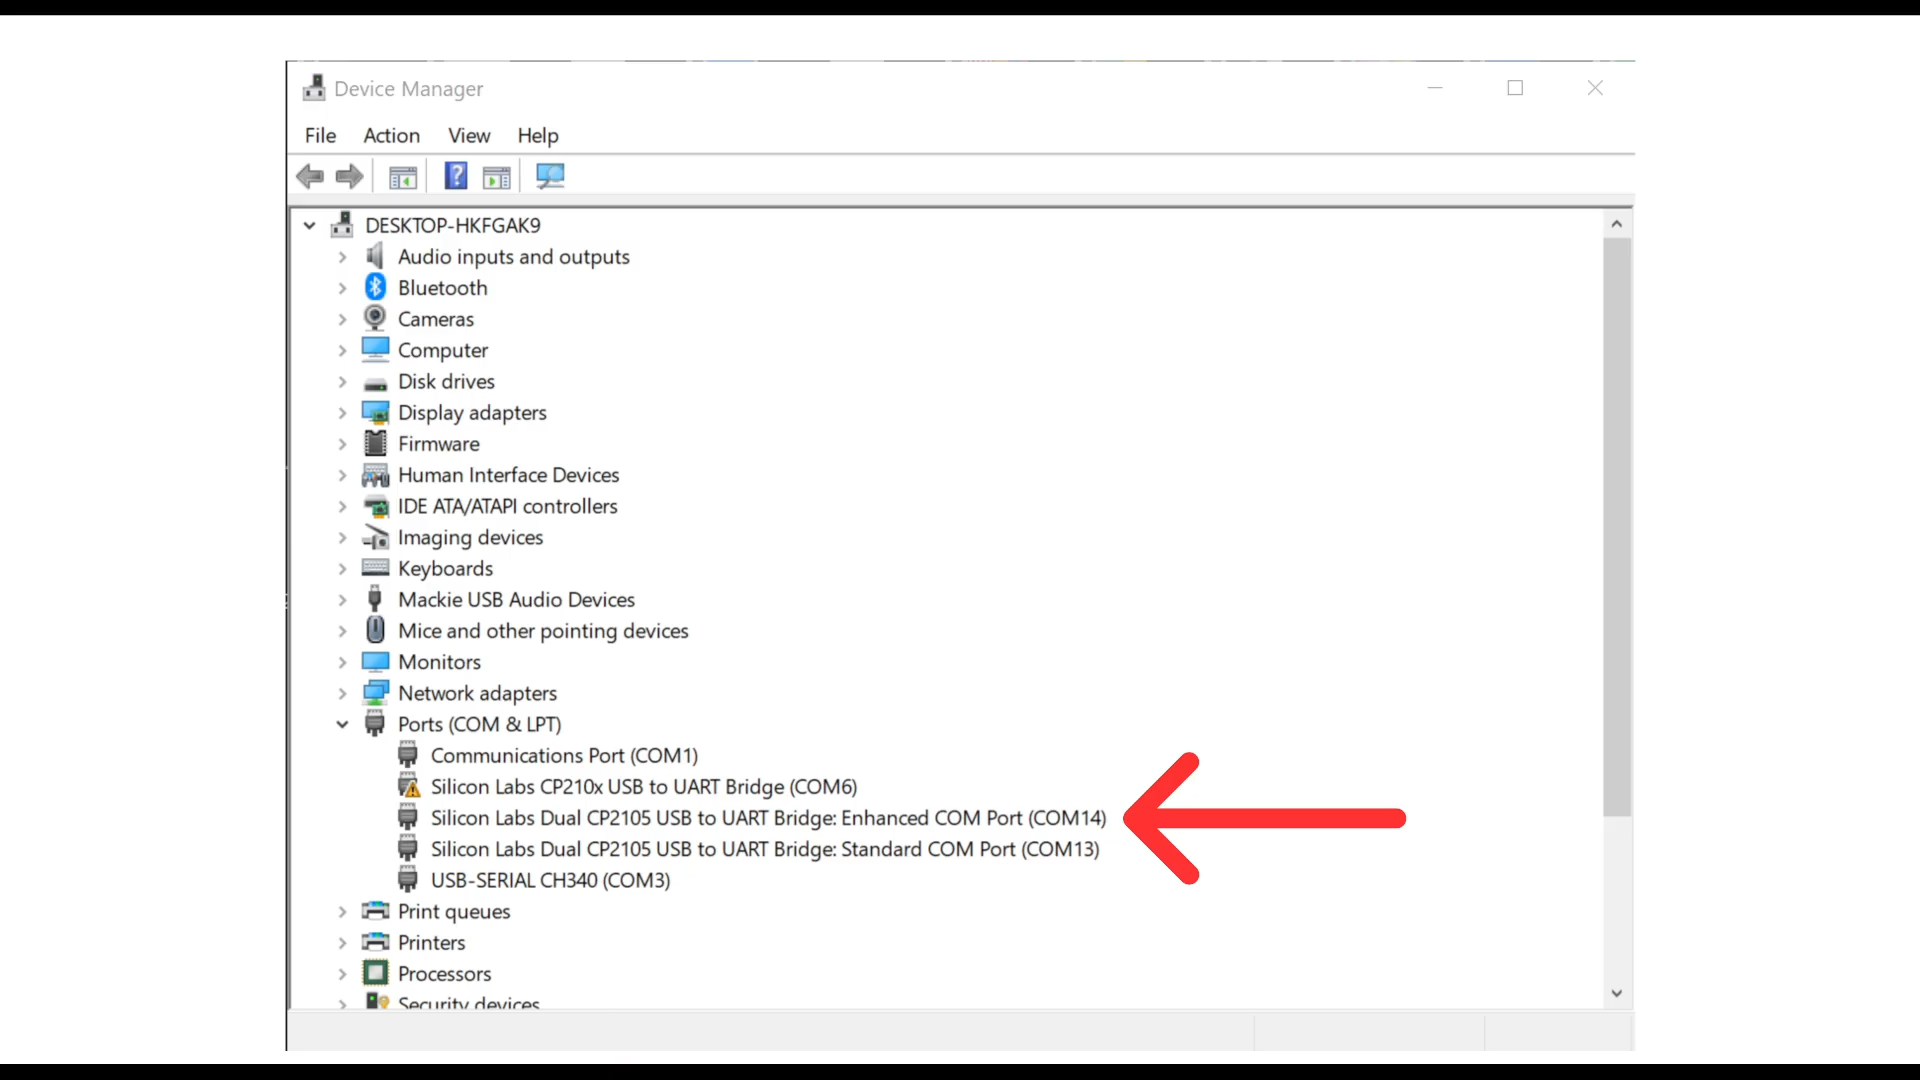 Device Manager
File Action View Help
DESKTOP-HKFGAK9
Audio inputs and outputs
Bluetooth
Cameras
Computer
Disk drives
Display adapters
Firmware
Human Interface Devices
IDE ATA/ATAPI controllers
Imaging devices
Keyboards
Mackie USB Audio Devices
Mice and other pointing devices
Monitors
Network adapters
Ports (COM & LPT)
Communications Port (COM1)
Silicon Labs CP210x USB to UART Bridge (COM6)
Silicon Labs Dual CP2105 USB to UART Bridge: Enhanced COM Port (COM14)
Silicon Labs Dual CP2105 USB to UART Bridge: Standard COM Port (COM13)
USB-SERIAL CH340 (COM3)
Print queues
Printers
Processors
Security devices